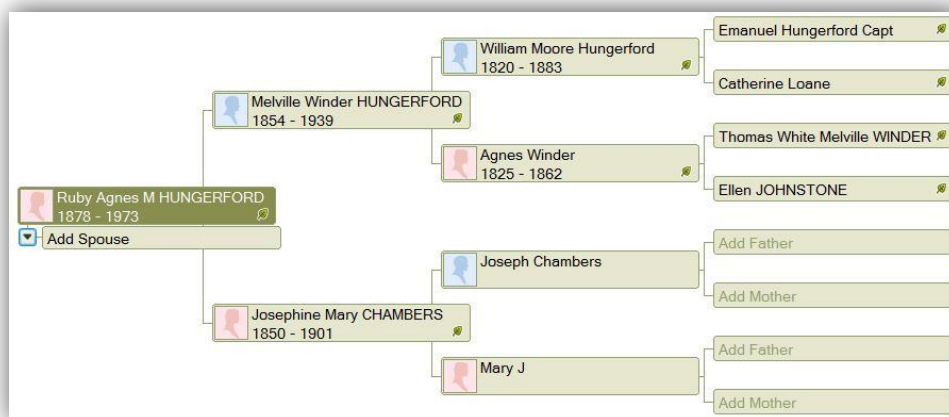 Emanuel Hungerford Capt
William Moore Hungerford
1820 - 1883
Catherine Loane
Melville Winder HUNGERFORD
1854 - 1939
Thomas White Melville WINDER
Agnes Winder
1825 - 1862
Ellen JOHNSTONE
Ruby Agnes M HUNGERFORD
1878 - 1973
Add Spouse
Add Father
Joseph Chambers
Add Mother
Josephine Mary CHAMBERS
1850 - 1901
Add Father
Mary J
Add Mother